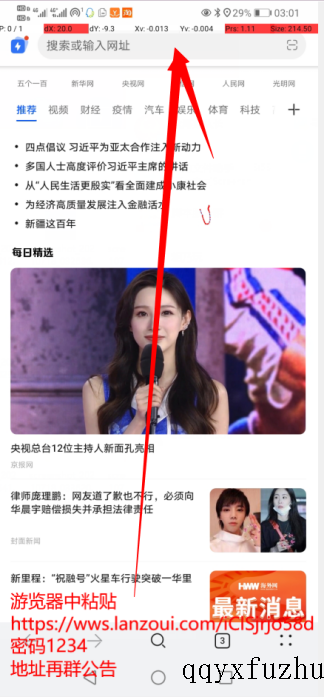 29% 03:01
P: 0 / 1 dX: 20.0 dY: -9.3 Xv: -0.013 Yv: -0.004 Prs: 1.11 Size: 214.50
搜索或输入网址
五个一百 新华网 央视网 人民网 光明网
推荐 视频 财经 疫情 汽车 娱乐 体育 科技
四点倡议 习近平为亚太合作注入新动力
多国人士高度评价习近平主席的讲话
从“人民生活更殷实”看全面建成小康社会
为经济高质量发展注入金融活水
新疆这百年
每日精选
央视总台12位主持人新面孔亮相
京报网
律师庞理鹏：网友道了歉也不行，必须向
华晨宇赔偿损失并承担法律责任
封面新闻
新里程：“祝融号”火星车行驶突破一华里
HWW 海外网
最新消息
游览器中粘贴
密码1234
地址再群公告
3
qqyxfuzhu